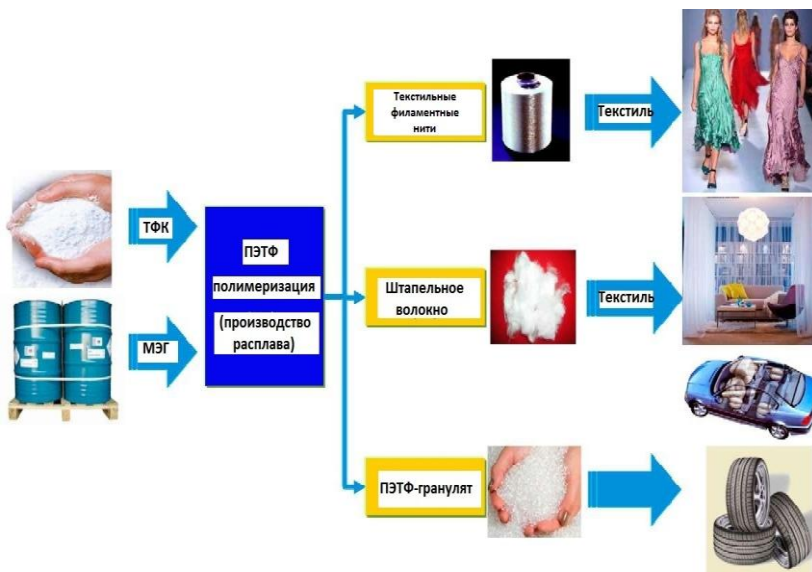 ТФК
МЭГ
ПЭТФ
полимеризация
(производство
расплава)
Текстильные
филаментные
нити
Текстиль
Штапельное
волокно
Текстиль
ПЭТФ-гранулят